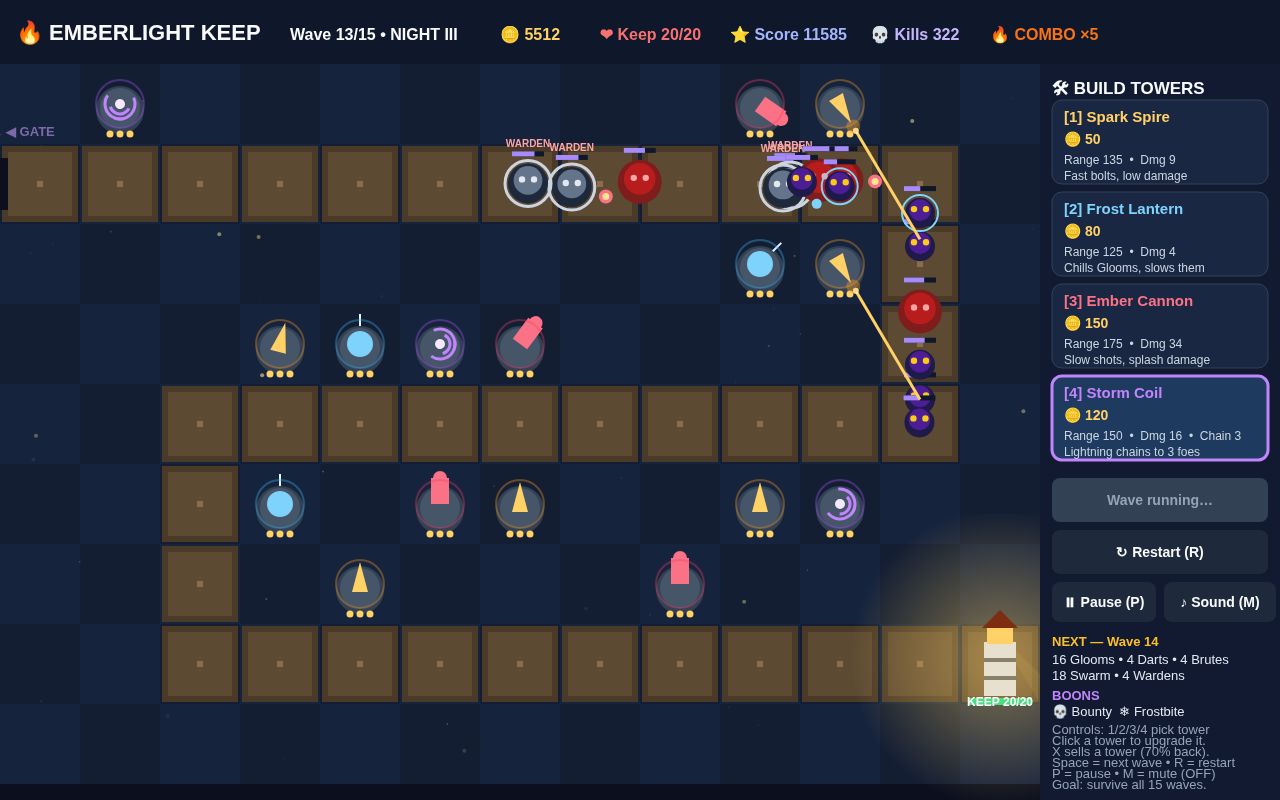 🔥 EMBERLIGHT KEEP
Wave 13/15 • NIGHT III
🪙 5512
❤ Keep 20/20
⭐ Score 11585
💀 Kills 322
🔥 COMBO ×5
◀ GATE
WARDEN
WARDEN
WARDEN
KEEP 20/20
🛠 BUILD TOWERS
[1] Spark Spire
🪙 50
Range 135 • Dmg 9
Fast bolts, low damage
[2] Frost Lantern
🪙 80
Range 125 • Dmg 4
Chills Glooms, slows them
[3] Ember Cannon
🪙 150
Range 175 • Dmg 34
Slow shots, splash damage
[4] Storm Coil
🪙 120
Range 150 • Dmg 16 • Chain 3
Lightning chains to 3 foes
Wave running…
↻ Restart (R)
⏸ Pause (P)
♪ Sound (M)
NEXT — Wave 14
16 Glooms • 4 Darts • 4 Brutes
18 Swarm • 4 Wardens
BOONS
💀 Bounty ❄ Frostbite
Controls: 1/2/3/4 pick tower
Click a tower to upgrade it.
X sells a tower (70% back).
Space = next wave • R = restart
P = pause • M = mute (OFF)
Goal: survive all 15 waves.